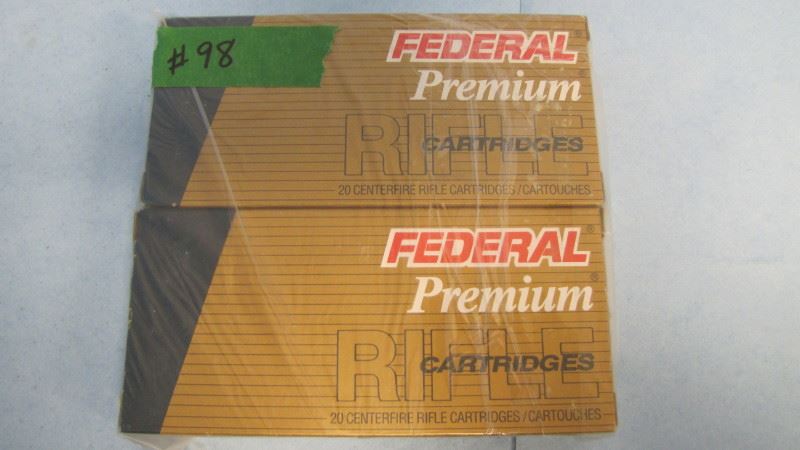 #98
FEDERAL®
Premium®
RIFLE
CARTRIDGES
20 CENTERFIRE RIFLE CARTRIDGES/CARTOUCHES
FEDERAL®
Premium®
RIFLE
CARTRIDGES
20 CENTERFIRE RIFLE CARTRIDGES/CARTOUCHES